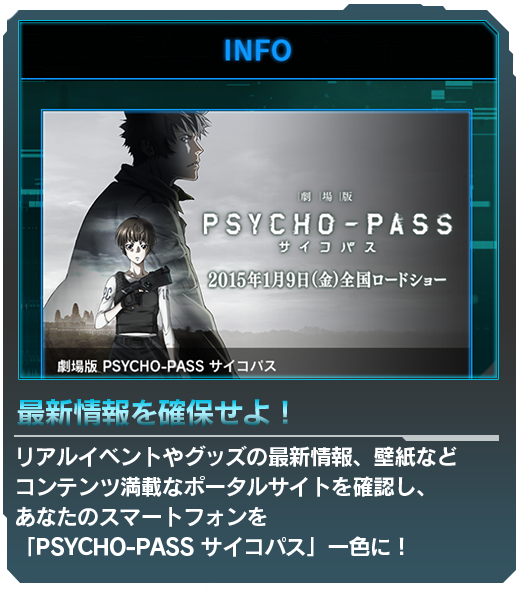 INFO
劇場版
PSYCHO-PASS
サイコパス
2015年1月9日(金)全国ロードショー
劇場版 PSYCHO-PASS サイコパス
最新情報を確保せよ！
リアルイベントやグッズの最新情報、壁紙など
コンテンツ満載なポータルサイトを確認し、
あなたのスマートフォンを
「PSYCHO-PASS サイコパス」一色に！